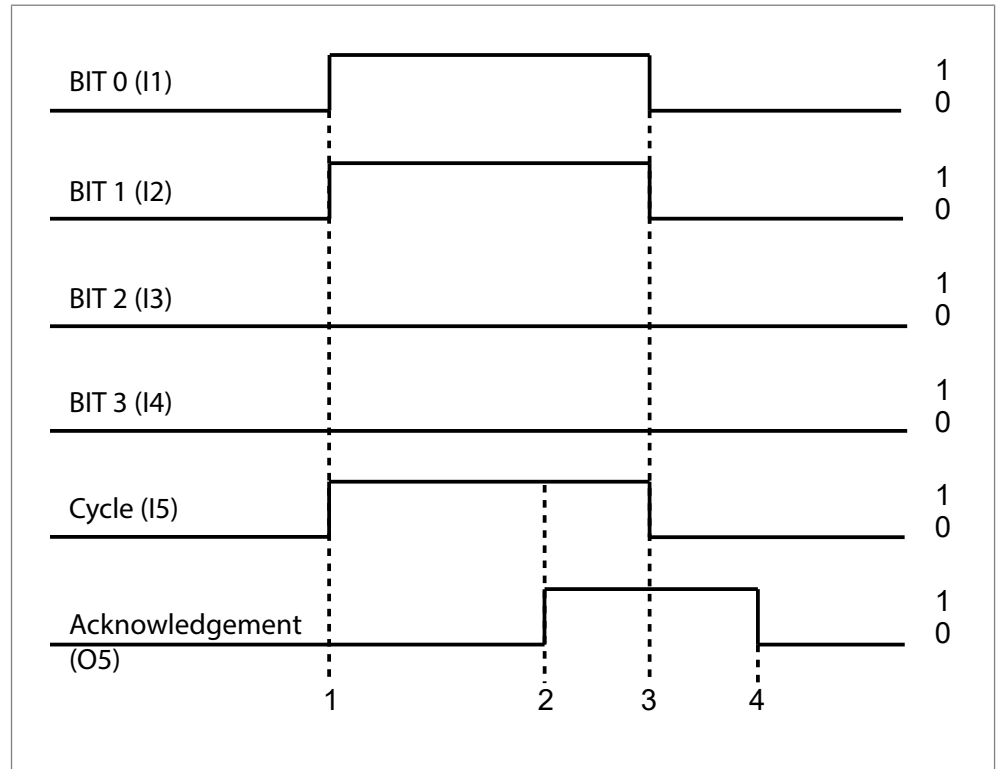 BIT 0 (I1)
1
0
BIT 1 (I2)
1
0
BIT 2 (I3)
1
0
BIT 3 (I4)
1
0
Cycle (I5)
1
0
Acknowledgement
(O5)
1
0
1 2 3 4